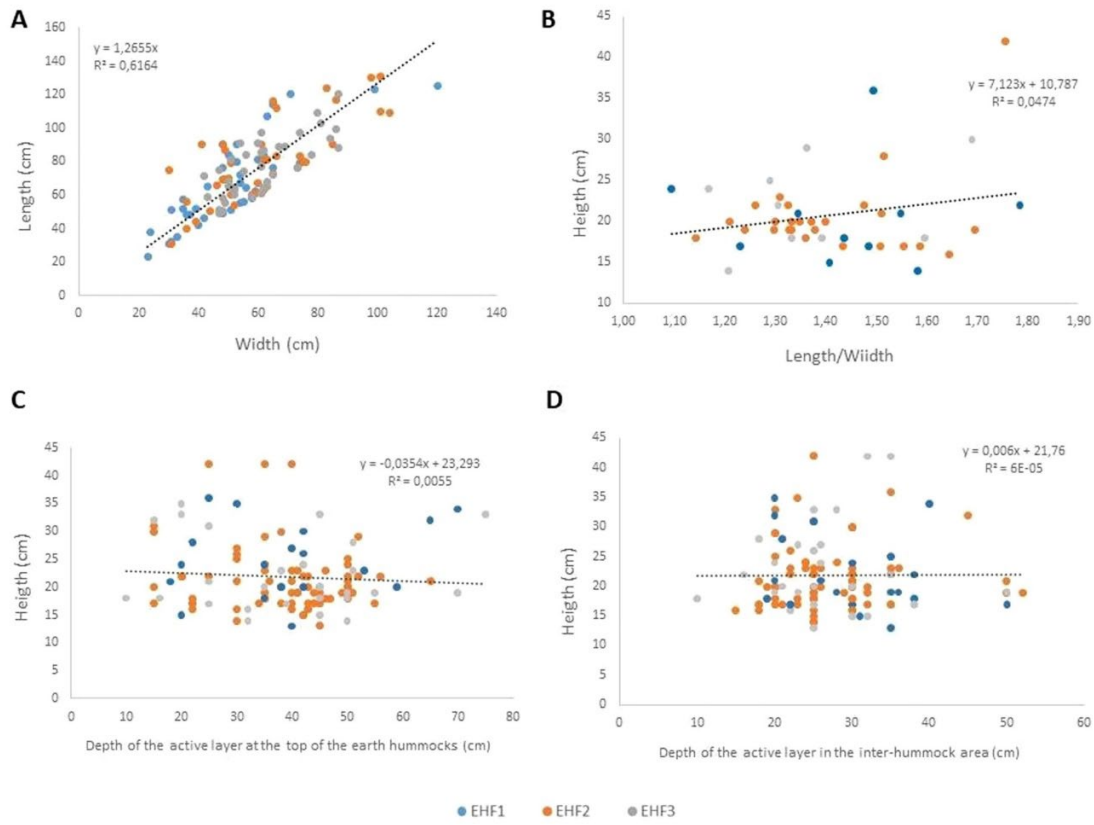 A
160
140
120
100
80
60
40
20
0
y = 1,2655x
R² = 0,6164
Length (cm)
0 20 40 60 80 100 120 140
Width (cm)
B
45
40
35
30
25
20
15
10
y = 7,123x + 10,787
R² = 0,0474
Heigth (cm)
1,00 1,10 1,20 1,30 1,40 1,50 1,60 1,70 1,80 1,90
Length/Wiidth
C
45
40
35
30
25
20
15
10
5
0
y = -0,0354x + 23,293
R² = 0,0055
Heigth (cm)
0 10 20 30 40 50 60 70 80
Depth of the active layer at the top of the earth hummocks (cm)
D
45
40
35
30
25
20
15
10
5
0
y = 0,006x + 21,76
R² = 6E-05
Heigth (cm)
0 10 20 30 40 50 60
Depth of the active layer in the inter-hummock area (cm)
EHF1 EHF2 EHF3